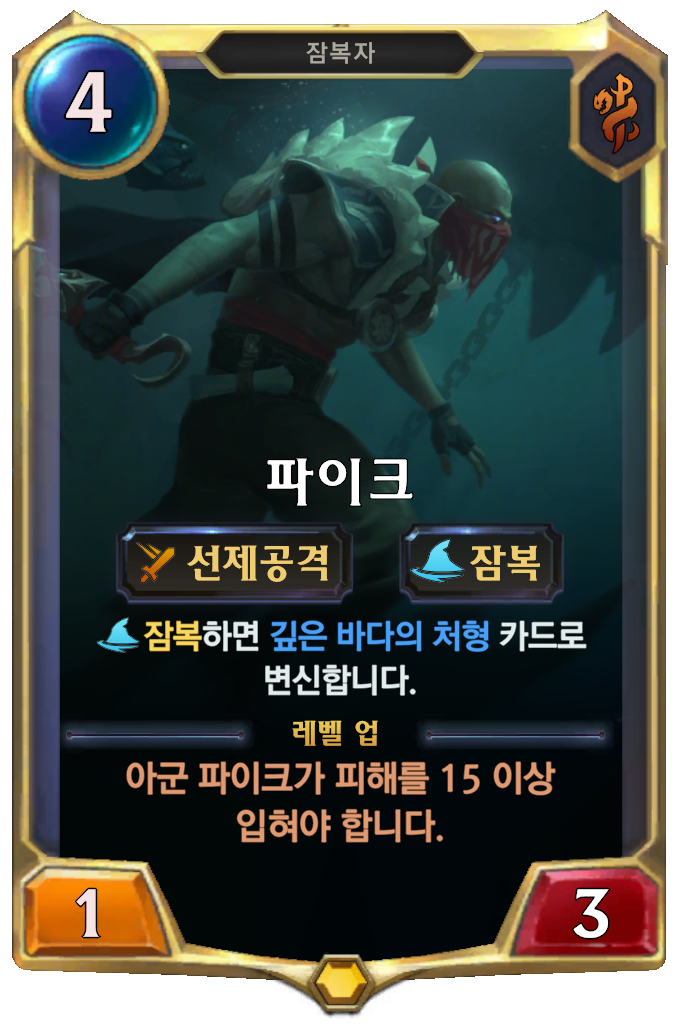 잠복자
4
파이크
선제공격 잠복
잠복하면 깊은 바다의 처형 카드로
변신합니다.
레벨 업
아군 파이크가 피해를 15 이상
입혀야 합니다.
1 3